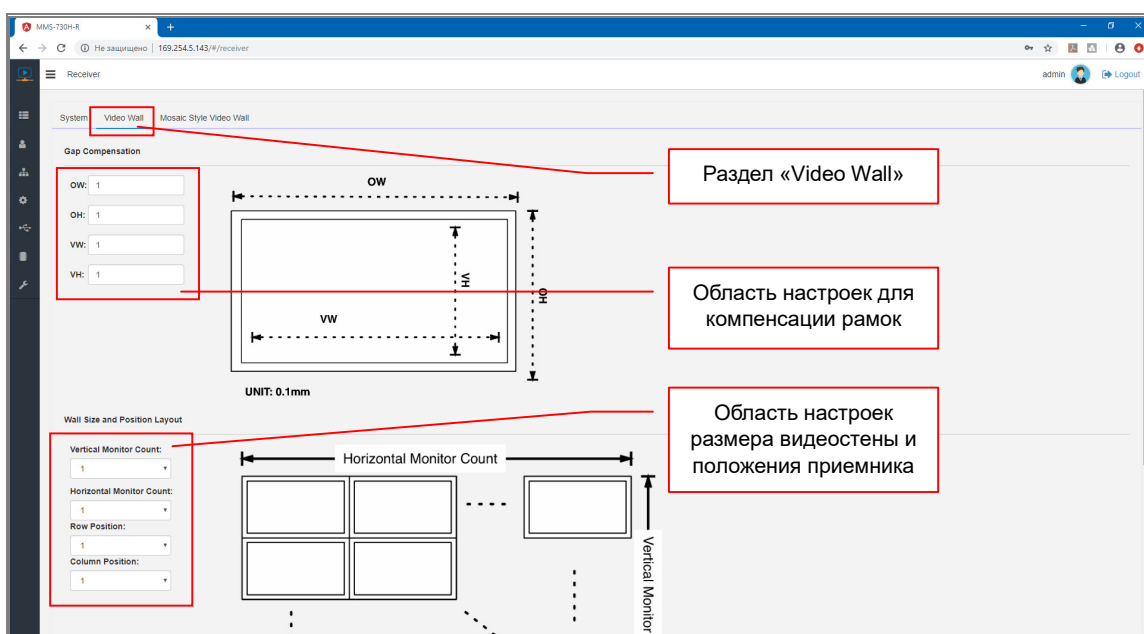 MMS-730H-R
Не защищено | 169.254.5.143/#/receiver
Receiver
admin
Logout
System
Video Wall
Mosaic Style Video Wall
Gap Compensation
OW: 1
OH: 1
VW: 1
VH: 1
OW
VH
OH
VW
UNIT: 0.1mm
Раздел «Video Wall»
Область настроек для
компенсации рамок
Wall Size and Position Layout
Vertical Monitor Count:
1
Horizontal Monitor Count:
1
Row Position:
1
Column Position:
1
Horizontal Monitor Count
Vertical Monitor
Область настроек
размера видеостены и
положения приемника